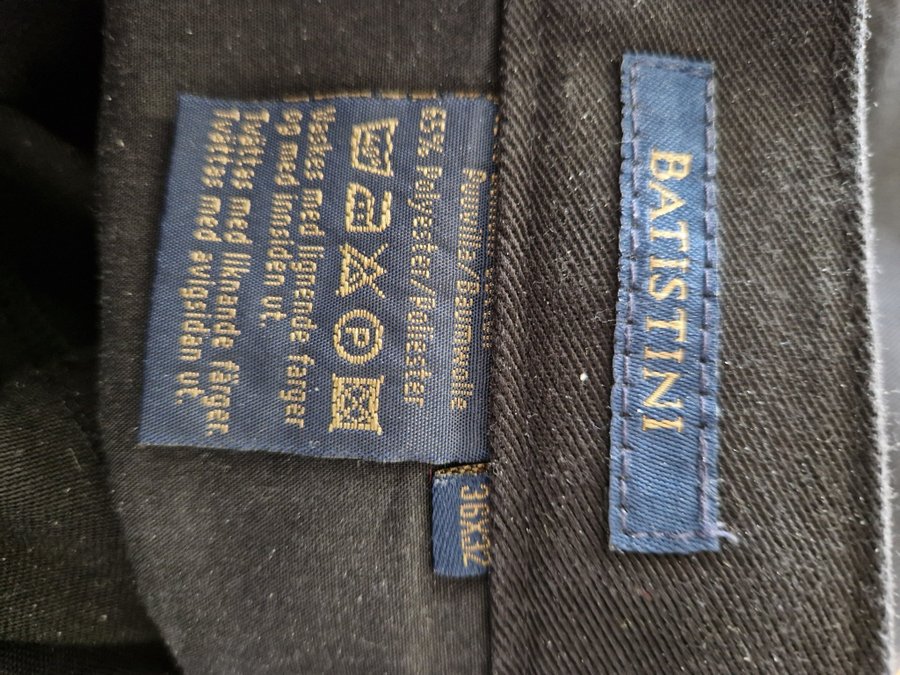 BATISTINI
Puuvilla/Baumwolle
65% Polyester/Poliester
P
Vaskes med lignende farger
og med innsiden ut.
Tvättas med liknande färger.
Tvättas med avigsidan ut.
36X32